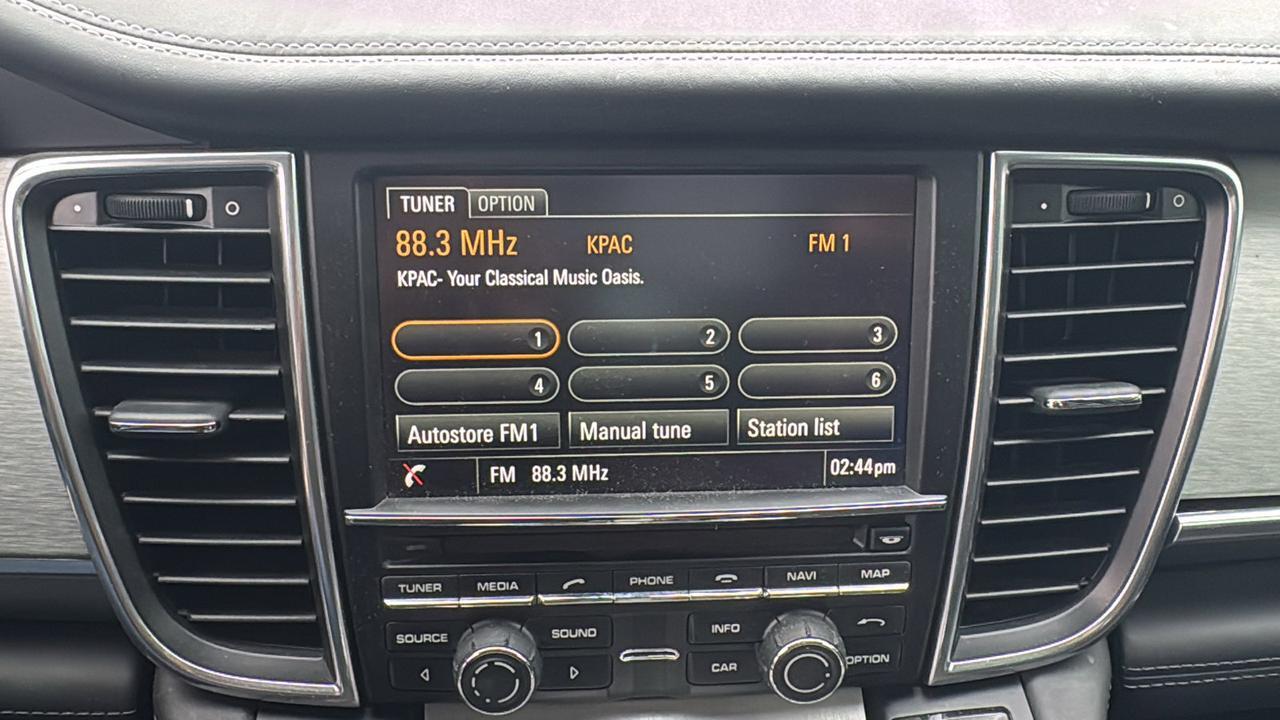 TUNER OPTION
88.3 MHz KPAC FM 1
KPAC- Your Classical Music Oasis.
1 2 3
4 5 6
Autostore FM1 Manual tune Station list
FM 88.3 MHz 02:44pm
TUNER MEDIA PHONE NAVI MAP
SOURCE SOUND INFO
CAR OPTION